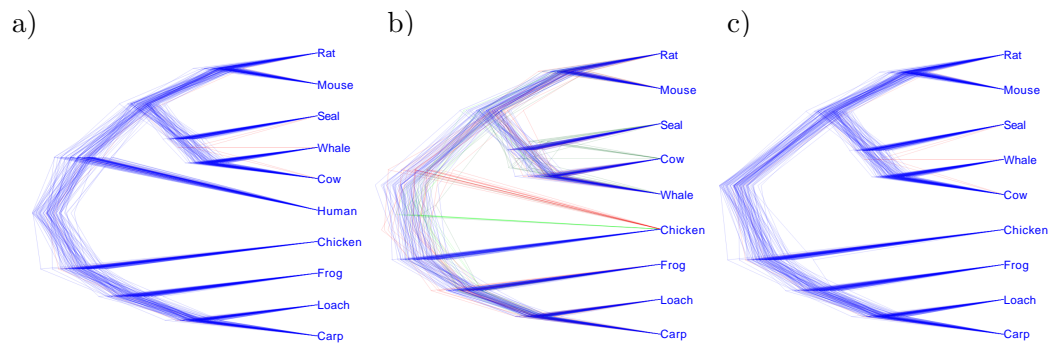 a)
Rat
Mouse
Seal
Whale
Cow
Human
Chicken
Frog
Loach
Carp
b)
Rat
Mouse
Seal
Cow
Whale
Chicken
Frog
Loach
Carp
c)
Rat
Mouse
Seal
Whale
Cow
Chicken
Frog
Loach
Carp